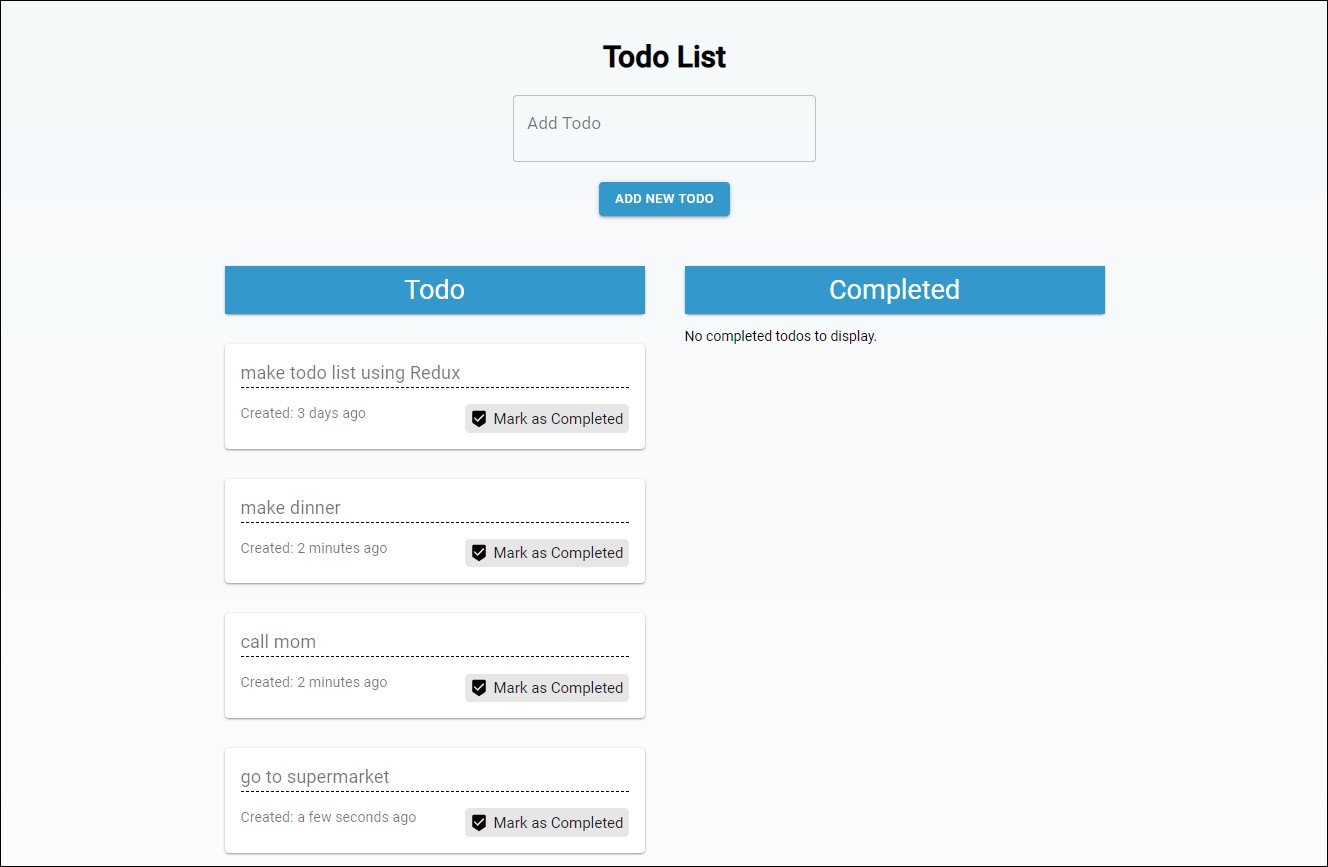 Todo List
Add Todo
ADD NEW TODO
Todo
make todo list using Redux
Created: 3 days ago
Mark as Completed
make dinner
Created: 2 minutes ago
Mark as Completed
call mom
Created: 2 minutes ago
Mark as Completed
go to supermarket
Created: a few seconds ago
Mark as Completed
Completed
No completed todos to display.